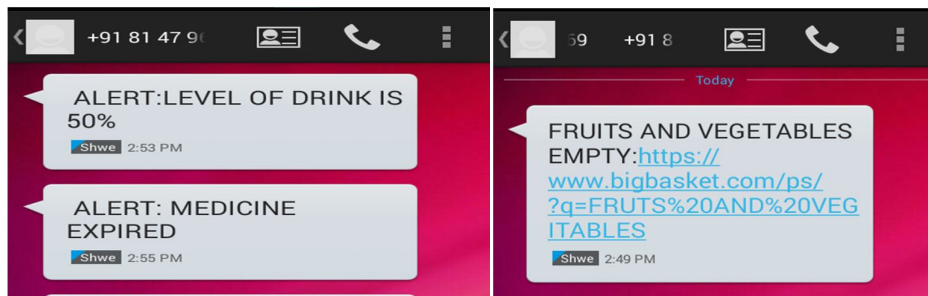 +91 81 47 9
ALERT:LEVEL OF DRINK IS
50%
Shwe 2:53 PM
ALERT: MEDICINE
EXPIRED
Shwe 2:55 PM
59 +91 8
Today
FRUITS AND VEGETABLES
EMPTY:https://
www.bigbasket.com/ps/
?q=FRUTS%20AND%20VEG
ITABLES
Shwe 2:49 PM